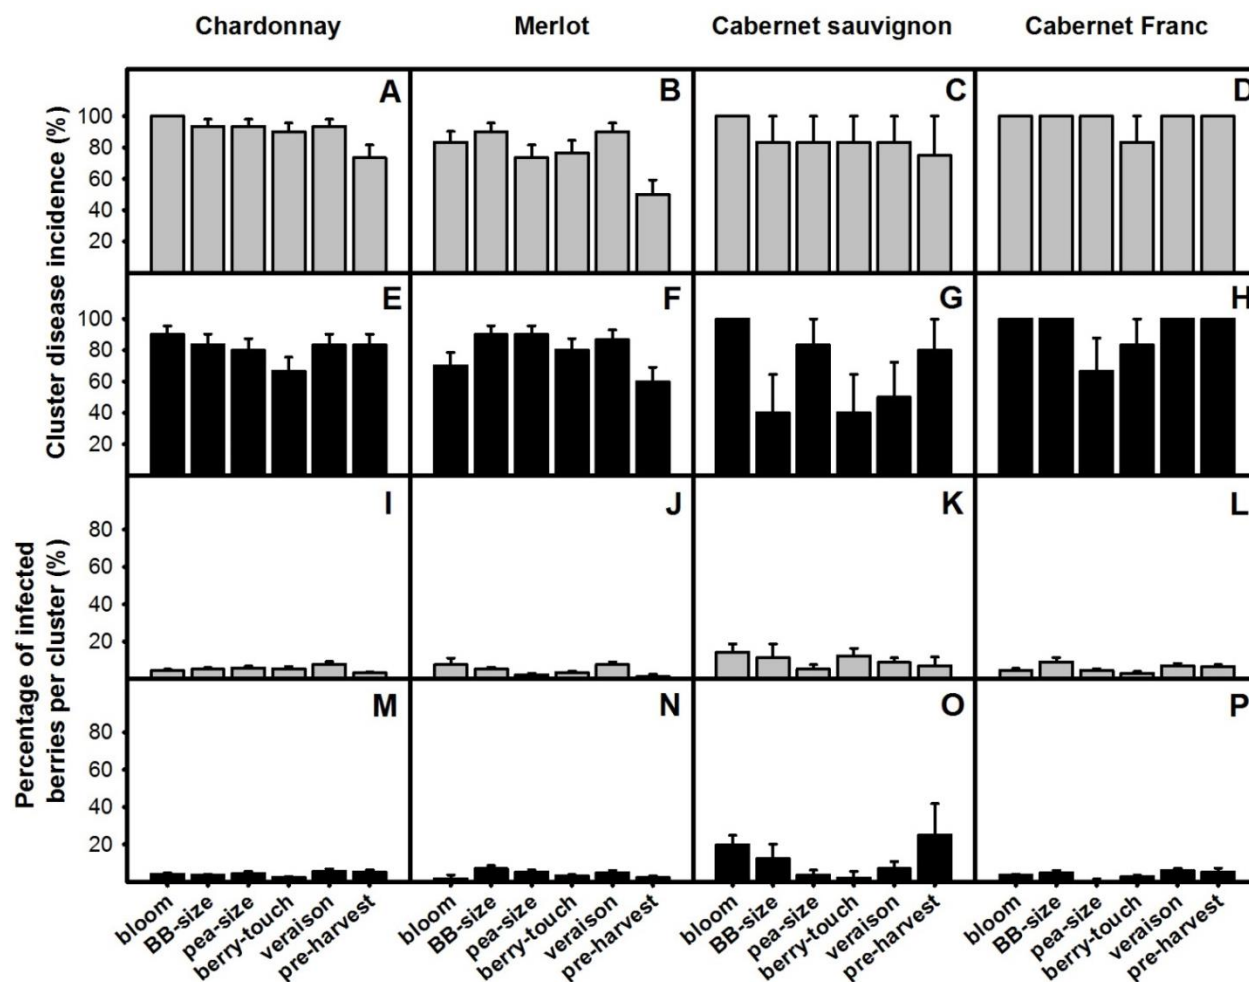 Chardonnay Merlot Cabernet sauvignon Cabernet Franc
Cluster disease incidence (%)
A B C D
100
80
60
40
20
E F G H
100
80
60
40
20
Percentage of infected
berries per cluster (%)
I J K L
80
60
40
20
M N O P
80
60
40
20
bloom BB-size pea-size berry-touch veraison pre-harvest bloom BB-size pea-size berry-touch veraison pre-harvest bloom BB-size pea-size berry-touch veraison pre-harvest bloom BB-size pea-size berry-touch veraison pre-harvest